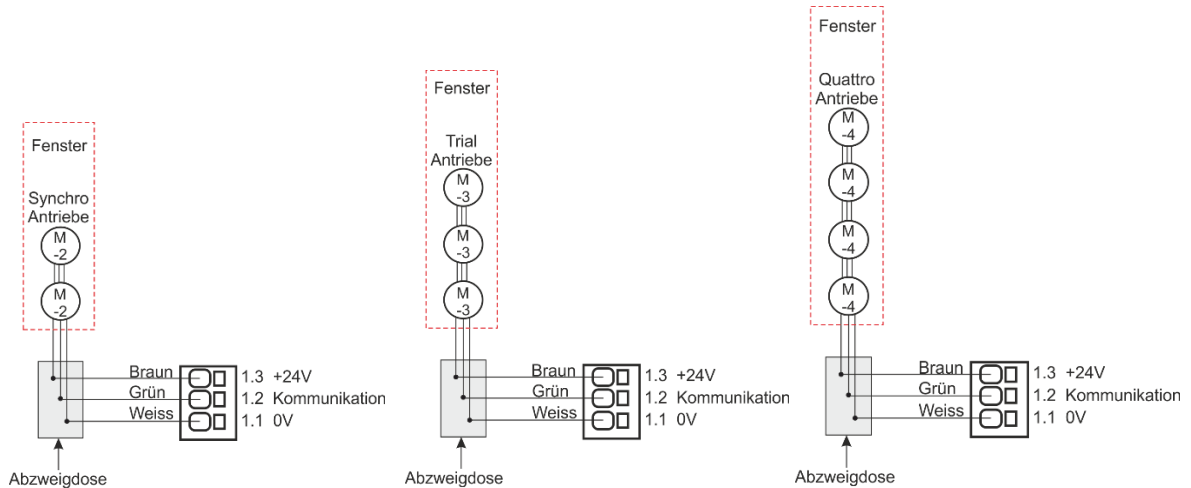 Fenster
Synchro
Antriebe
M
-2
M
-2
Braun
1.3 +24V
Grün
1.2 Kommunikation
Weiss
1.1 0V
Abzweigdose
Fenster
Trial
Antriebe
M
-3
M
-3
M
-3
Braun
1.3 +24V
Grün
1.2 Kommunikation
Weiss
1.1 0V
Abzweigdose
Fenster
Quattro
Antriebe
M
-4
M
-4
M
-4
M
-4
Braun
1.3 +24V
Grün
1.2 Kommunikation
Weiss
1.1 0V
Abzweigdose